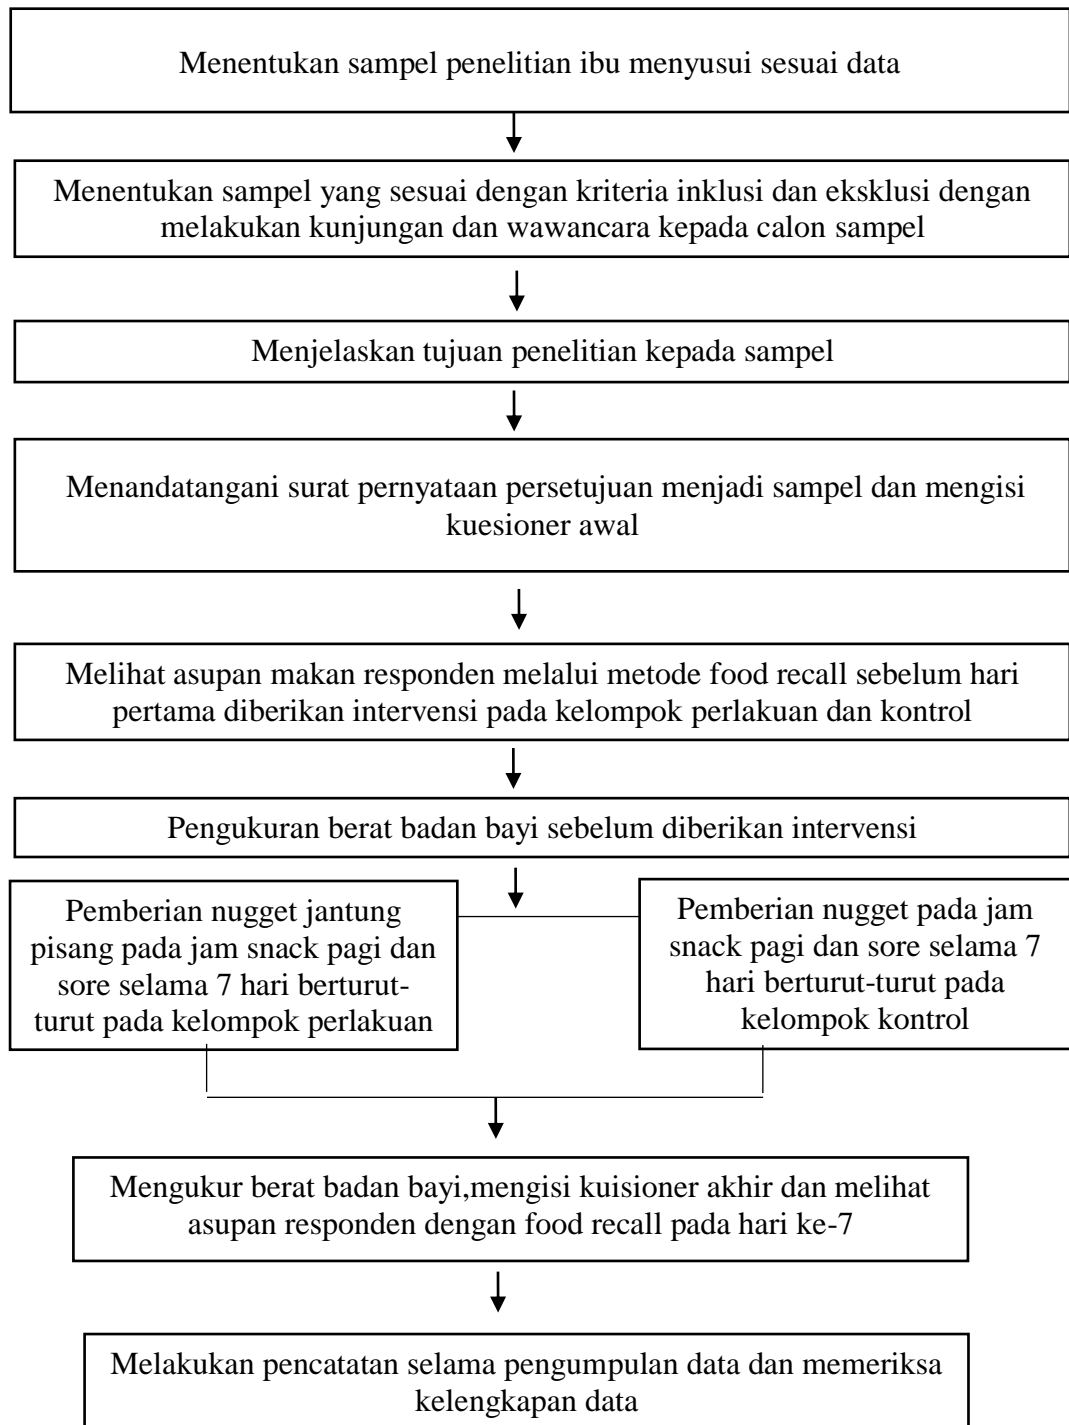 Menentukan sampel penelitian ibu menyusui sesuai data
Menentukan sampel yang sesuai dengan kriteria inklusi dan eksklusi dengan
melakukan kunjungan dan wawancara kepada calon sampel
Menjelaskan tujuan penelitian kepada sampel
Menandatangani surat pernyataan persetujuan menjadi sampel dan mengisi
kuesioner awal
Melihat asupan makan responden melalui metode food recall sebelum hari
pertama diberikan intervensi pada kelompok perlakuan dan kontrol
Pengukuran berat badan bayi sebelum diberikan intervensi
Pemberian nugget jantung
pisang pada jam snack pagi dan
sore selama 7 hari berturut-
turut pada kelompok perlakuan
Pemberian nugget pada jam
snack pagi dan sore selama 7
hari berturut-turut pada
kelompok kontrol
Mengukur berat badan bayi,mengisi kuisioner akhir dan melihat
asupan responden dengan food recall pada hari ke-7
Melakukan pencatatan selama pengumpulan data dan memeriksa
kelengkapan data